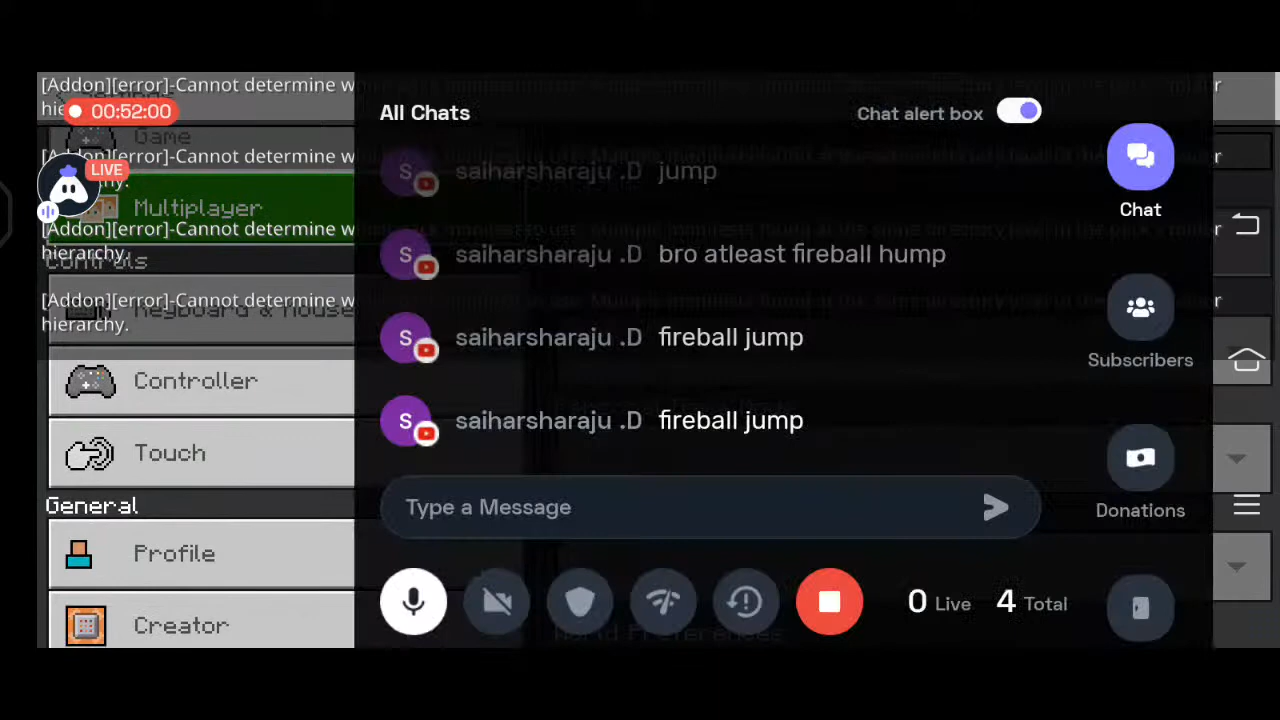 [Addon][error]-Cannot determine w
hie
00:52:00
Game
[Addon][error]-Cannot determine w
LIVE
hy.
Multiplayer
[Addon][error]-Cannot determine w
hierarchy.
Controls
[Addon][error]-Cannot determine w
Keyboard & Mouse
hierarchy.
Controller
Touch
General
Profile
Creator
All Chats
Chat alert box
S saiharsharaju .D jump
S saiharsharaju .D bro atleast fireball hump
S saiharsharaju .D fireball jump
S saiharsharaju .D fireball jump
Type a Message
0 Live 4 Total
Chat
Subscribers
Donations